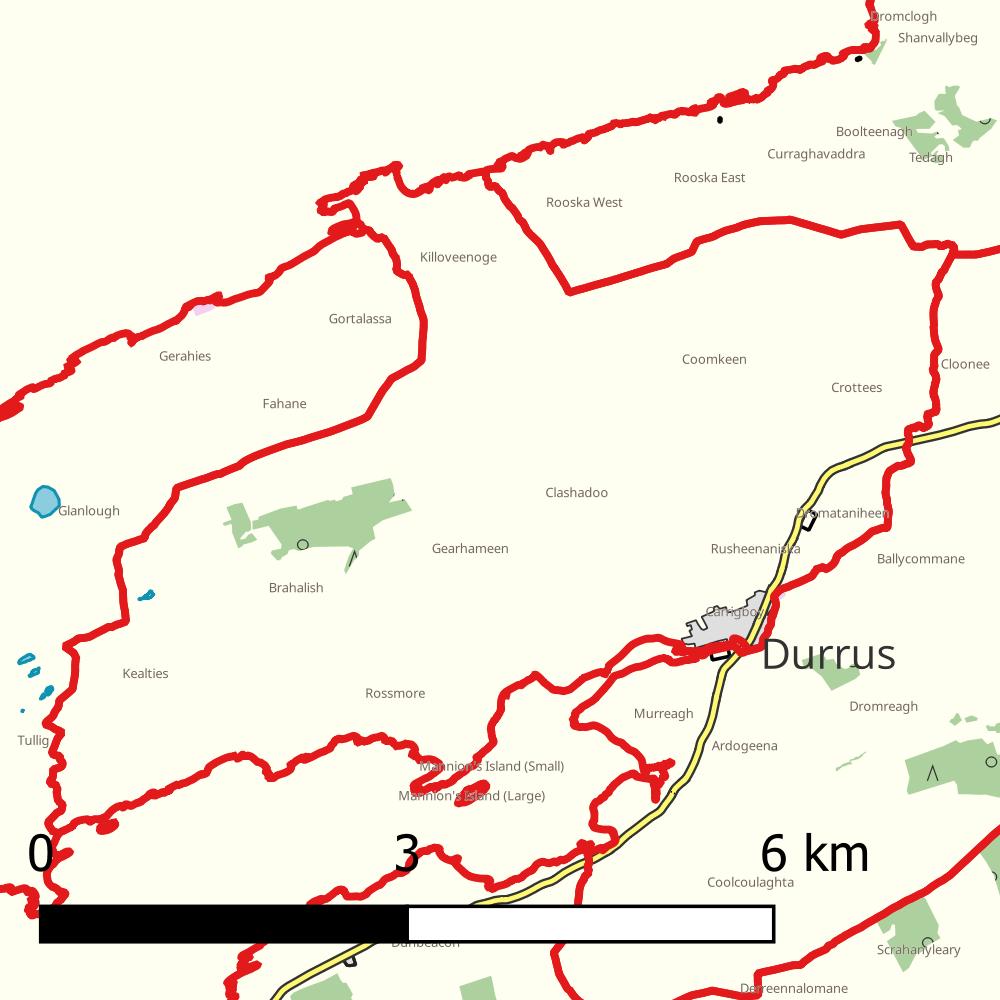 Dromclogh
Shanvallybeg
Boolteenagh
Curraghavaddra
Tedagh
Rooska East
Rooska West
Killoveenoge
Gortalassa
Gerahies
Coomkeen
Cloonee
Crottees
Fahane
Clashadoo
Glanlough
Dromataniheen
Gearhameen
Rusheenaniska
Ballycommane
Brahalish
Carrigboy
Durrus
Kealties
Rossmore
Dromreagh
Murreagh
Tullig
Ardogeena
Mannion's Island (Small)
Mannion's Island (Large)
0 3 6 km
Coolcoulaghta
Dunbeacon
Scrahanyleary
Derreennalomane